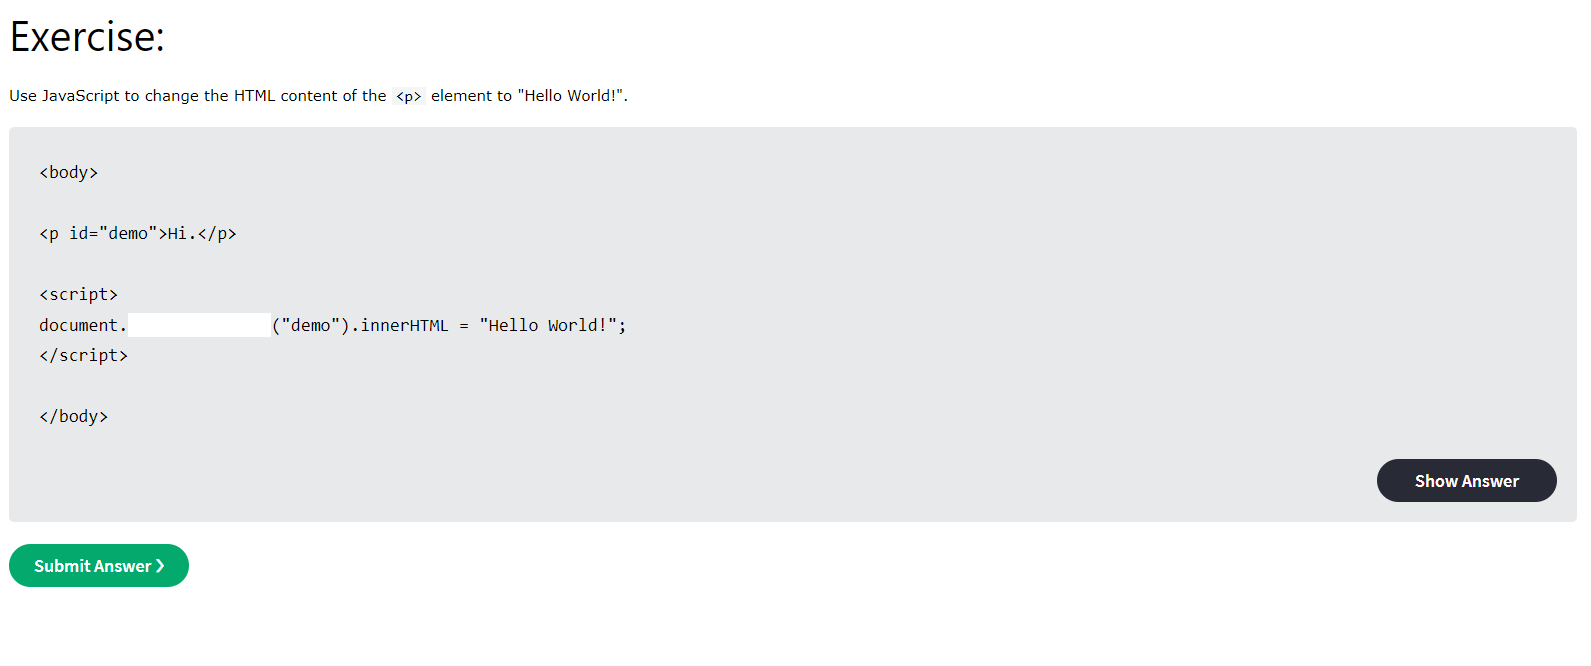 Exercise:
Use JavaScript to change the HTML content of the <p> element to "Hello World!".
<body>
<p id="demo">Hi.</p>
<script>
document. ("demo").innerHTML = "Hello World!";
</script>
</body>
Show Answer
Submit Answer ❯